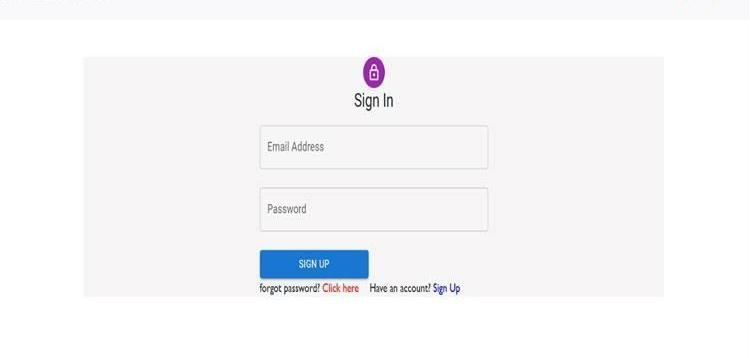 Sign In
Email Address
Password
SIGN UP
forgot password? Click here Have an account? Sign Up